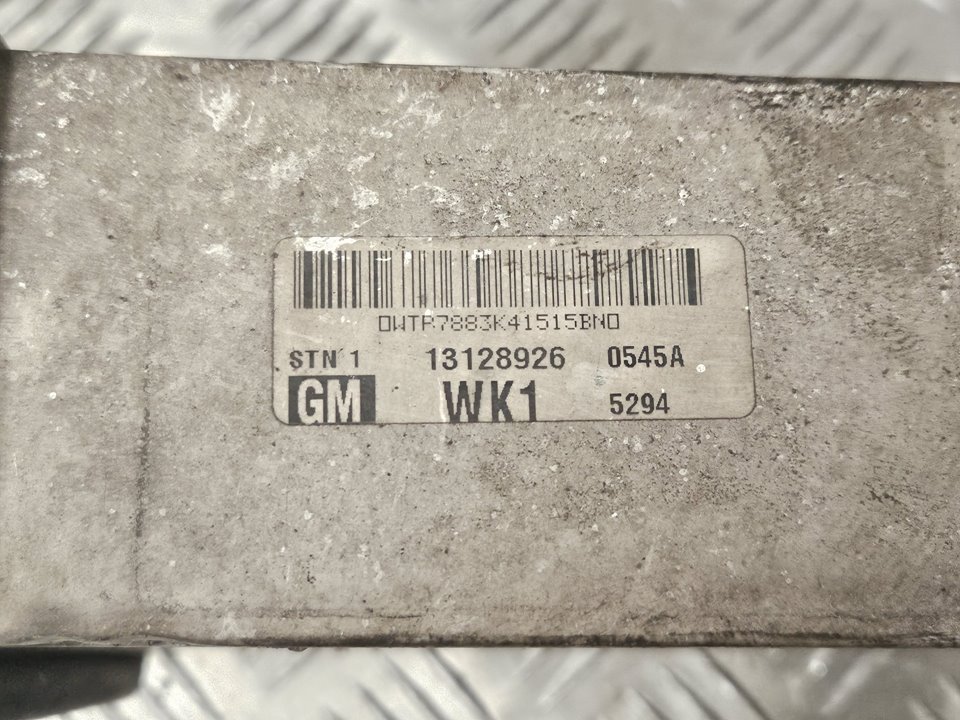 0WTR7883K41515BN0
STN 1 13128926 0545A
GM WK1 5294